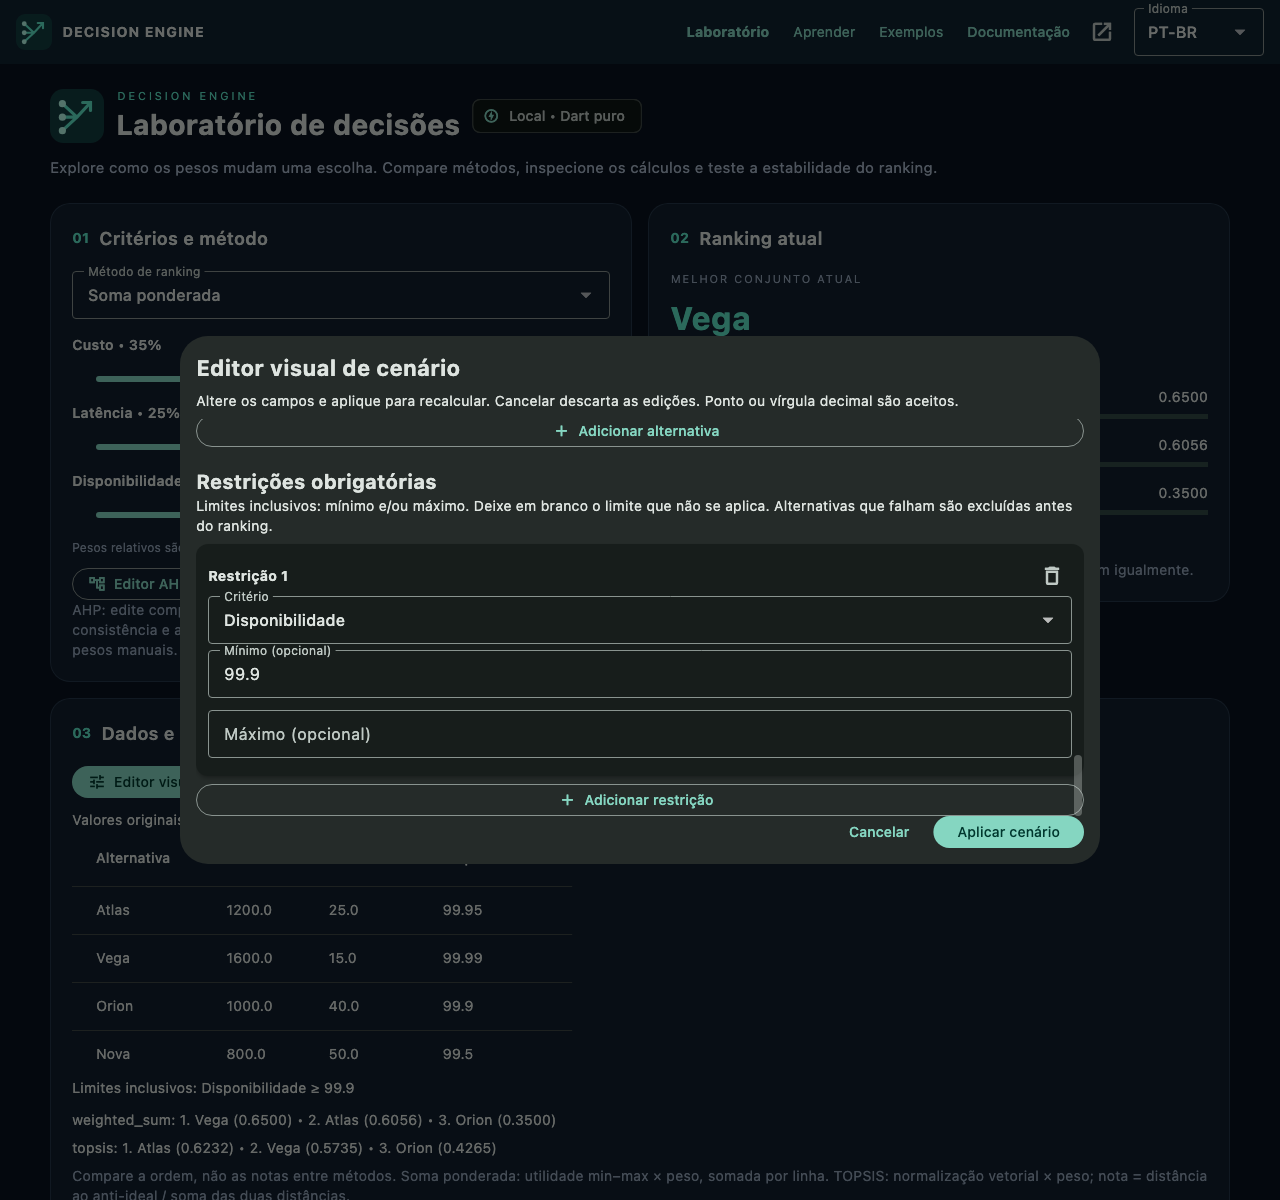 DECISION ENGINE
Laboratório
Aprender
Exemplos
Documentação
Idioma
PT-BR
DECISION ENGINE
Laboratório de decisões
Local • Dart puro
Explore como os pesos mudam uma escolha. Compare métodos, inspecione os cálculos e teste a estabilidade do ranking.
01 Critérios e método
Método de ranking
Soma ponderada
Custo • 35%
Latência • 25%
Disponibilidade
Pesos relativos são
Editor AH
AHP: edite comp
consistência e a
pesos manuais.
02 Ranking atual
MELHOR CONJUNTO ATUAL
Vega
0.6500
0.6056
0.3500
m igualmente.
Editor visual de cenário
Altere os campos e aplique para recalcular. Cancelar descarta as edições. Ponto ou vírgula decimal são aceitos.
+ Adicionar alternativa
Restrições obrigatórias
Limites inclusivos: mínimo e/ou máximo. Deixe em branco o limite que não se aplica. Alternativas que falham são excluídas antes
do ranking.
Restrição 1
Critério
Disponibilidade
Mínimo (opcional)
99.9
Máximo (opcional)
+ Adicionar restrição
Cancelar
Aplicar cenário
03 Dados e
Editor visu
Valores originais
Alternativa
Atlas 1200.0 25.0 99.95
Vega 1600.0 15.0 99.99
Orion 1000.0 40.0 99.9
Nova 800.0 50.0 99.5
Limites inclusivos: Disponibilidade ≥ 99.9
weighted_sum: 1. Vega (0.6500) • 2. Atlas (0.6056) • 3. Orion (0.3500)
topsis: 1. Atlas (0.6232) • 2. Vega (0.5735) • 3. Orion (0.4265)
Compare a ordem, não as notas entre métodos. Soma ponderada: utilidade min–max × peso, somada por linha. TOPSIS: normalização vetorial × peso; nota = distância
ao anti-ideal / soma das duas distâncias.